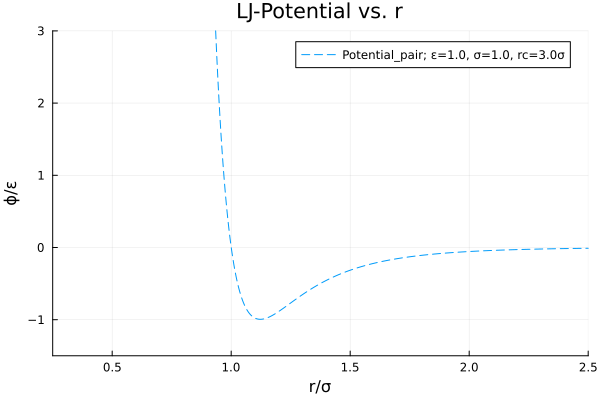 LJ-Potential vs. r
Potential_pair; ε=1.0, σ=1.0, rc=3.0σ
3
2
1
0
−1
ϕ/ε
0.5
1.0
1.5
2.0
2.5
r/σ